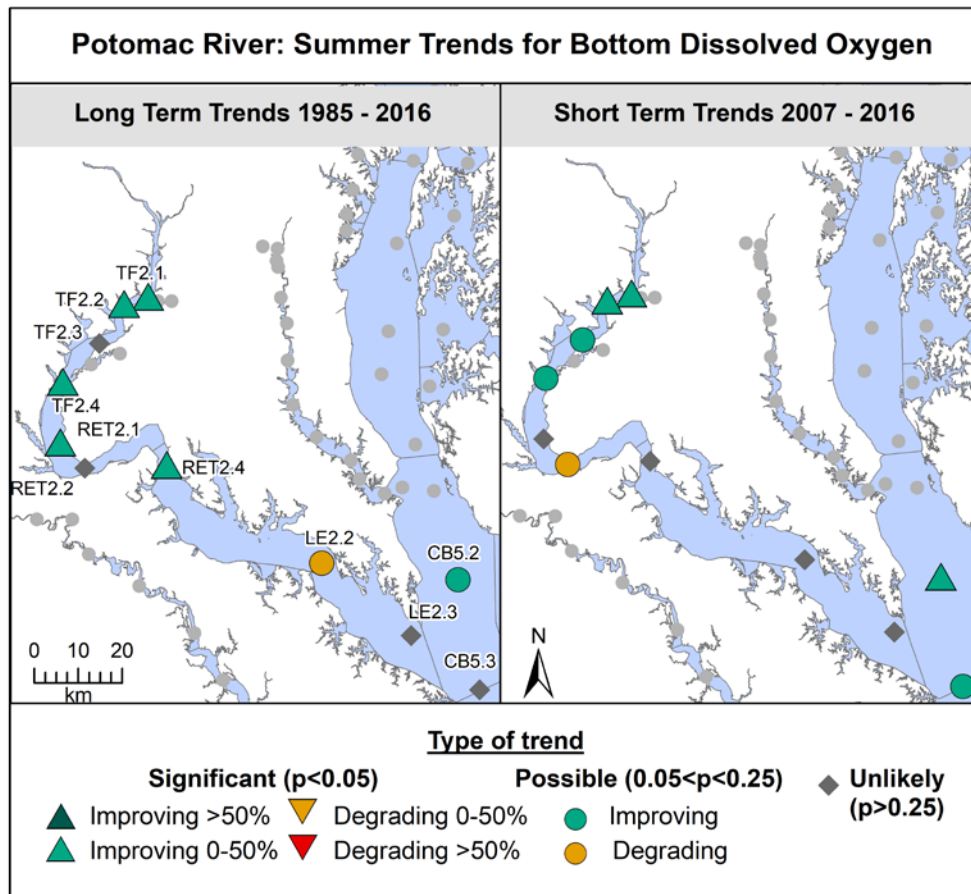 Potomac River: Summer Trends for Bottom Dissolved Oxygen
Long Term Trends 1985 - 2016
Short Term Trends 2007 - 2016
TF2.1
TF2.2
TF2.3
TF2.4
RET2.1
RET2.2
RET2.4
LE2.2
CB5.2
LE2.3
CB5.3
0 10 20
km
N
Type of trend
Significant (p<0.05)
Improving >50%
Improving 0-50%
Degrading 0-50%
Degrading >50%
Possible (0.05<p<0.25)
Improving
Degrading
Unlikely
(p>0.25)